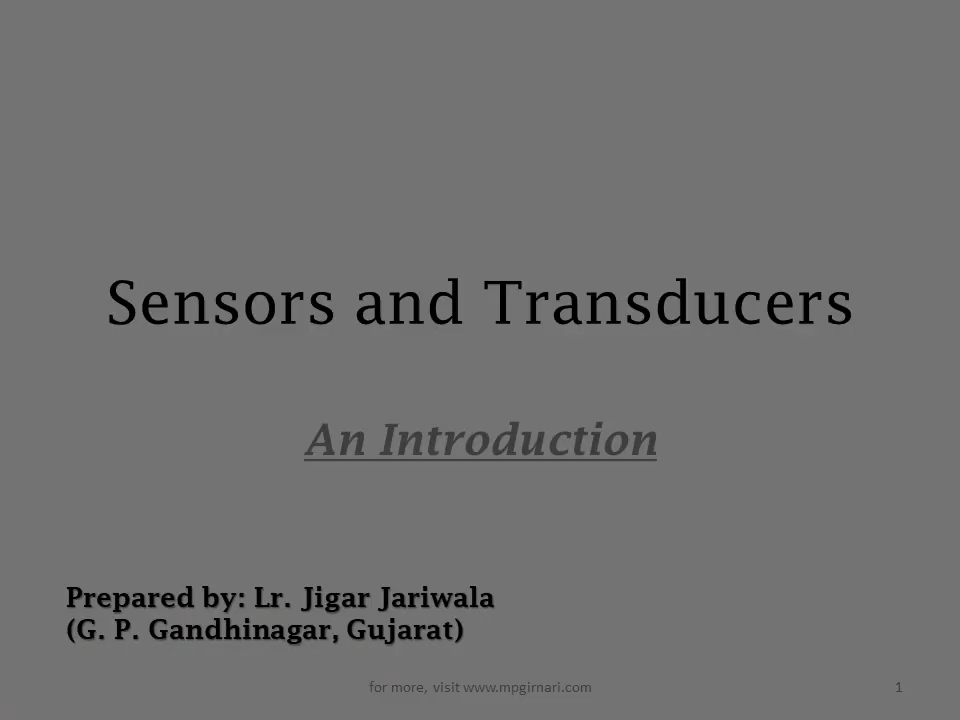 Sensors and Transducers
An Introduction
Prepared by: Lr. Jigar Jariwala
(G. P. Gandhinagar, Gujarat)
for more, visit www.mpgirnari.com
1